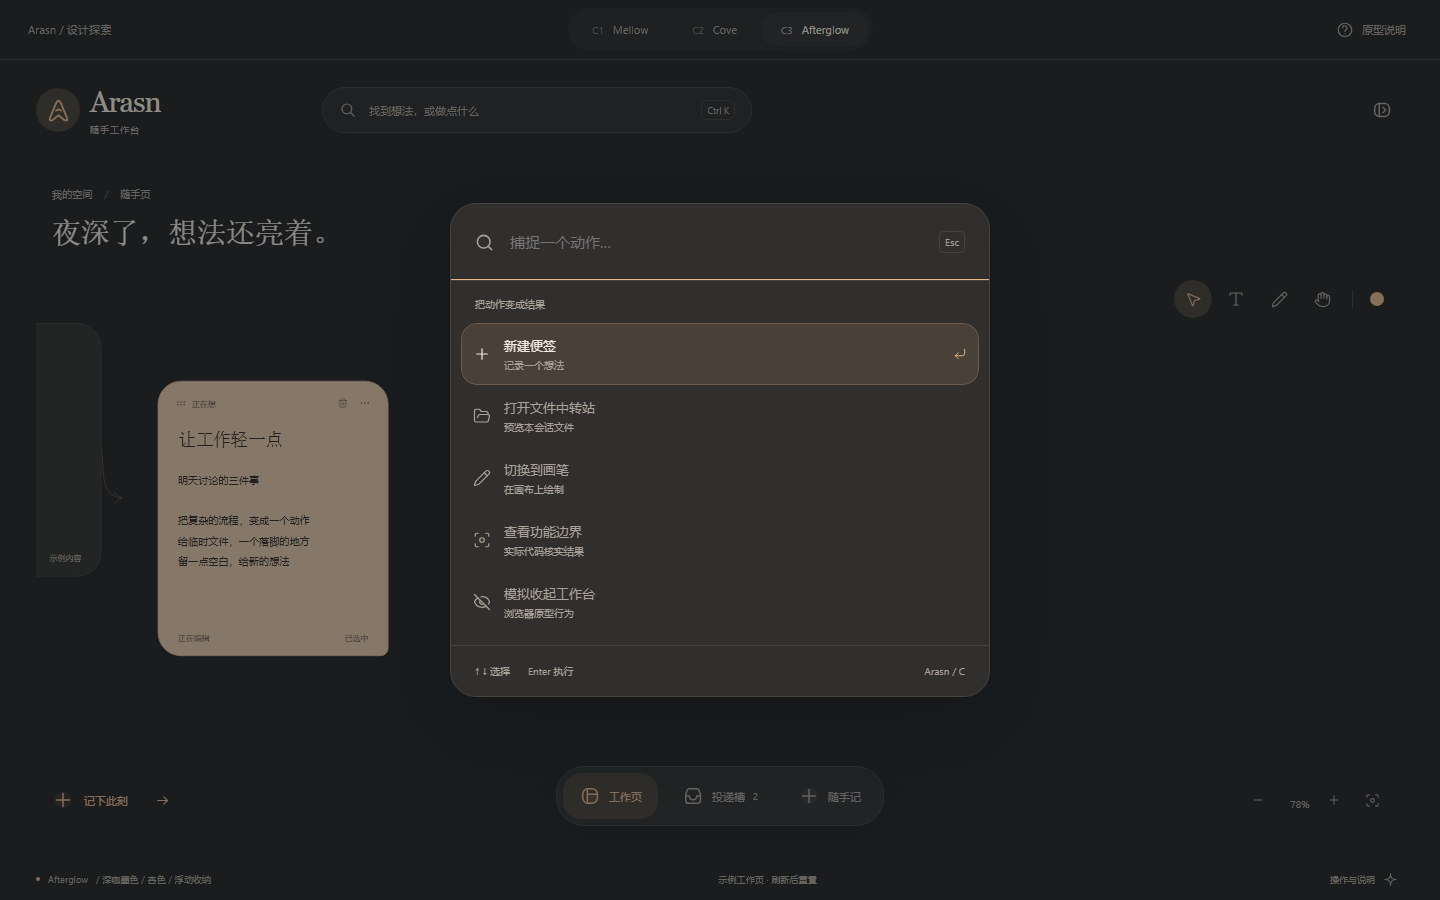 Arasn / 设计探索
C1 Mellow
C2 Cove
C3 Afterglow
原型说明
Arasn
随手工作台
找到想法，或做点什么
Ctrl K
我的空间 / 随手页
夜深了，想法还亮着。
捕捉一个动作...
Esc
把动作变成结果
新建便签
记录一个想法
打开文件中转站
预览本会话文件
切换到画笔
在画布上绘制
查看功能边界
实际代码核实结果
模拟收起工作台
浏览器原型行为
↑↓ 选择
Enter 执行
Arasn / C
示例内容
正在想
让工作轻一点
明天讨论的三件事
把复杂的流程，变成一个动作
给临时文件，一个落脚的地方
留一点空白，给新的想法
正在编辑
已选中
记下此刻
工作页
投递槽 2
随手记
78%
Afterglow / 深咖墨色 / 杏色 / 浮动收纳
示例工作页 · 刷新后重置
操作与说明